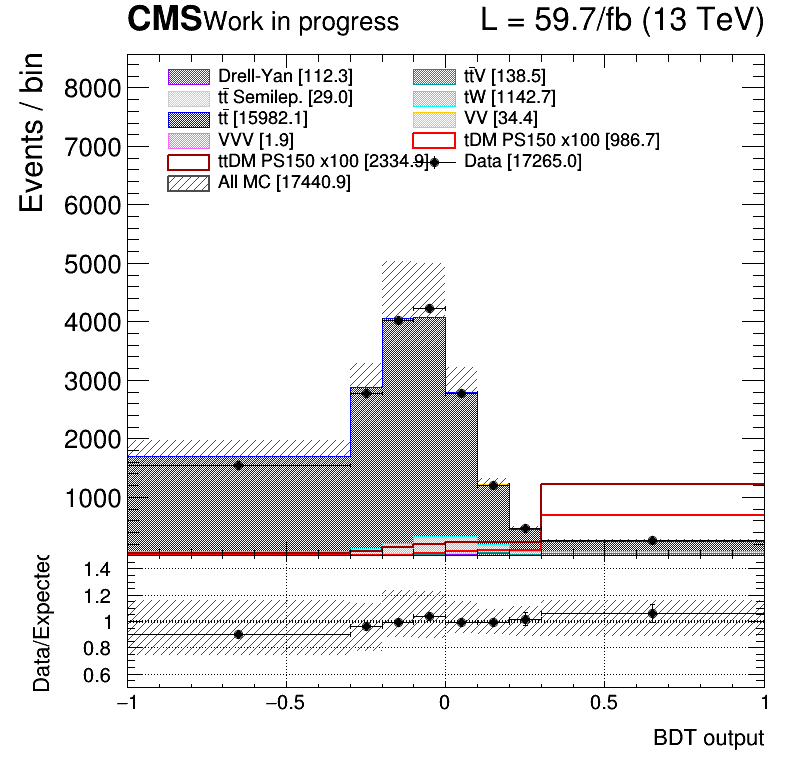 CMS Work in progress L = 59.7/fb (13 TeV)
Events / bin
8000
7000
6000
5000
4000
3000
2000
1000
Drell-Yan [112.3]
tt̄V [138.5]
tt̄ Semilep. [29.0]
tW [1142.7]
tt̄ [15982.1]
VV [34.4]
VVV [1.9]
tDM PS150 x100 [986.7]
ttDM PS150 x100 [2334.9]
Data [17265.0]
All MC [17440.9]
Data/Expected
1.4
1.2
1
0.8
0.6
−1 −0.5 0 0.5 1
BDT output